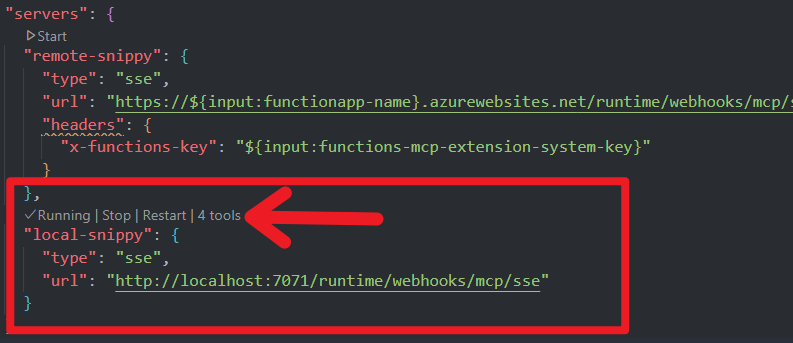 "servers": {
▷Start
"remote-snippy": {
"type": "sse",
"url": "https://${input:functionapp-name}.azurewebsites.net/runtime/webhooks/mcp/s
"headers": {
"x-functions-key": "${input:functions-mcp-extension-system-key}"
}
},
✓Running | Stop | Restart | 4 tools
"local-snippy": {
"type": "sse",
"url": "http://localhost:7071/runtime/webhooks/mcp/sse"
}